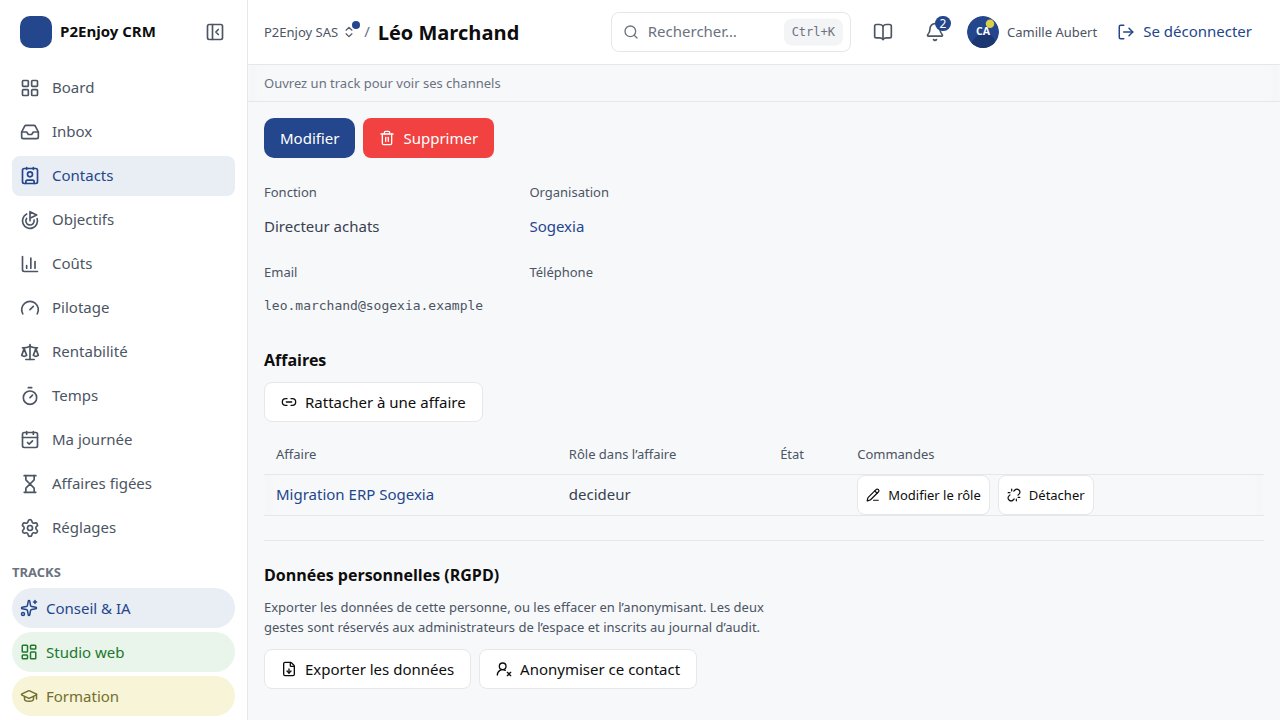 P2Enjoy CRM
P2Enjoy SAS / Léo Marchand
Rechercher... Ctrl+K
2
CA Camille Aubert
Se déconnecter
Board
Inbox
Contacts
Objectifs
Coûts
Pilotage
Rentabilité
Temps
Ma journée
Affaires figées
Réglages
TRACKS
Conseil & IA
Studio web
Formation
Ouvrez un track pour voir ses channels
Modifier Supprimer
Fonction Organisation
Directeur achats Sogexia
Email Téléphone
leo.marchand@sogexia.example
Affaires
Rattacher à une affaire
Affaire Rôle dans l'affaire État Commandes
Migration ERP Sogexia decideur Modifier le rôle Détacher
Données personnelles (RGPD)
Exporter les données de cette personne, ou les effacer en l'anonymisant. Les deux
gestes sont réservés aux administrateurs de l'espace et inscrits au journal d'audit.
Exporter les données Anonymiser ce contact